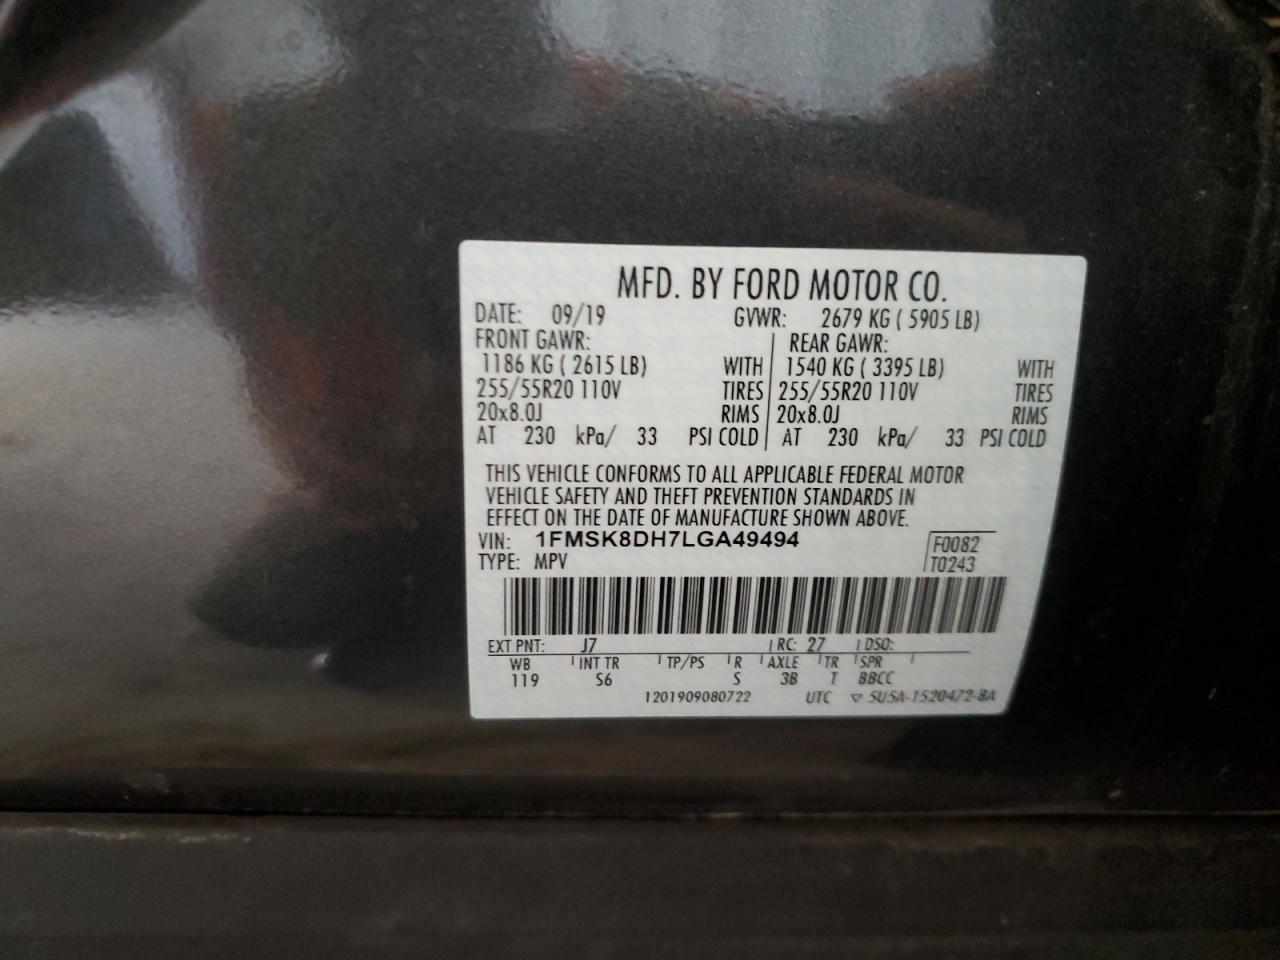 MFD. BY FORD MOTOR CO.
DATE: 09/19 GVWR: 2679 KG ( 5905 LB)
FRONT GAWR: REAR GAWR:
1186 KG ( 2615 LB) WITH 1540 KG ( 3395 LB) WITH
255/55R20 110V TIRES 255/55R20 110V TIRES
20x8.0J RIMS 20x8.0J RIMS
AT 230 kPa/ 33 PSI COLD AT 230 kPa/ 33 PSI COLD
THIS VEHICLE CONFORMS TO ALL APPLICABLE FEDERAL MOTOR
VEHICLE SAFETY AND THEFT PREVENTION STANDARDS IN
EFFECT ON THE DATE OF MANUFACTURE SHOWN ABOVE.
VIN: 1FMSK8DH7LGA49494 F0082
TYPE: MPV T0243
EXT PNT: J7 RC: 27 DSO:
WB INT TR TP/PS R AXLE TR SPR
119 S6 S 3B T BBCC
1201909080722 UTC ▽ 5U5A-1520472-BA